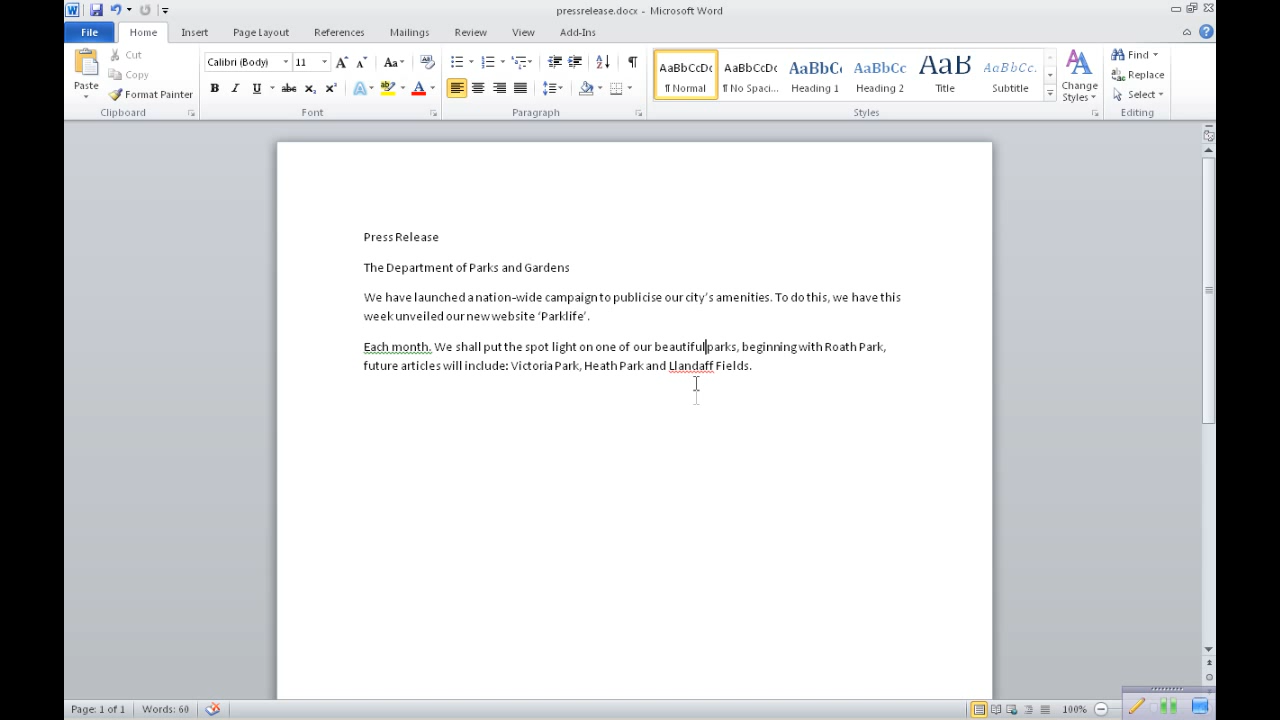 pressrelease.docx - Microsoft Word
File Home Insert Page Layout References Mailings Review View Add-Ins
Paste Cut Copy Format Painter
Calibri (Body) 11
AaBbCcDc AaBbCcDc AaBbC AaBbCc AaB AaBbCc.
¶ Normal ¶ No Spaci... Heading 1 Heading 2 Title Subtitle
Change Styles
Find Replace Select
Clipboard Font Paragraph Styles Editing
Press Release
The Department of Parks and Gardens
We have launched a nation-wide campaign to publicise our city’s amenities. To do this, we have this
week unveiled our new website ‘Parklife’.
Each month. We shall put the spot light on one of our beautiful parks, beginning with Roath Park,
future articles will include: Victoria Park, Heath Park and Llandaff Fields.
Page: 1 of 1 Words: 60 100%